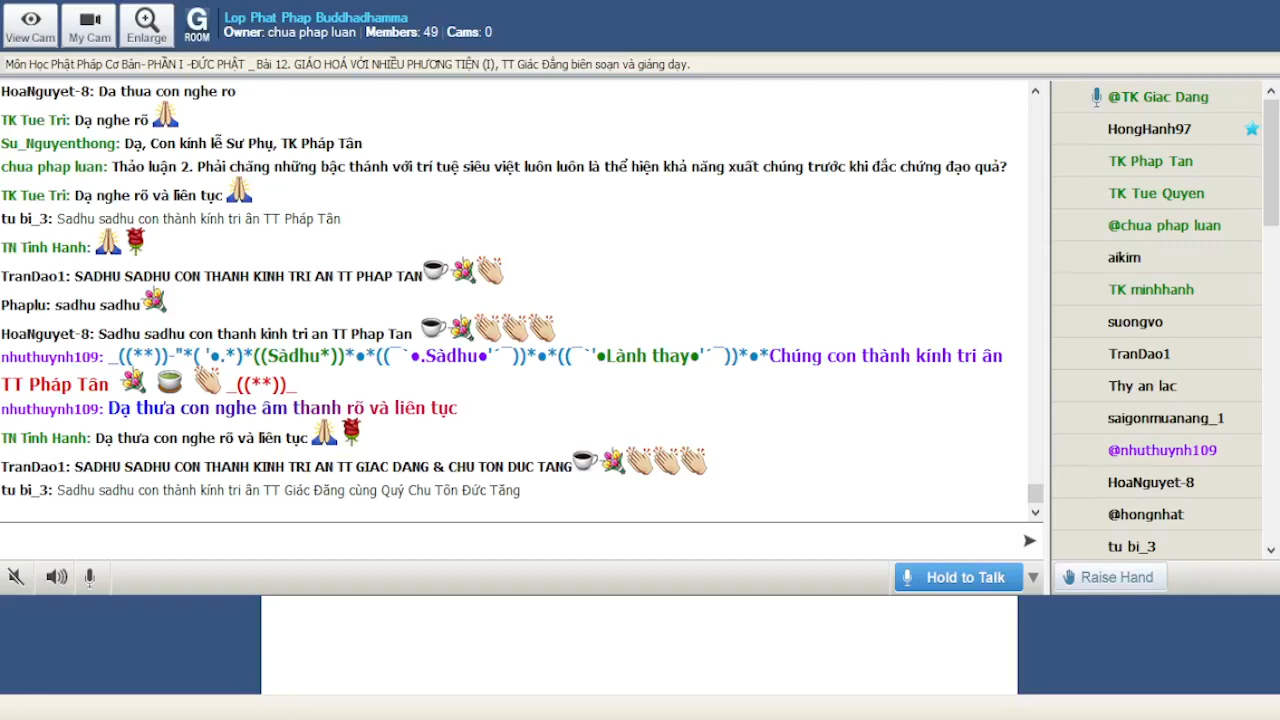 View Cam
My Cam
Enlarge
G
ROOM
Lop Phat Phap Buddhadhamma
Owner: chua phap luan | Members: 49 | Cams: 0
Môn Học Phật Pháp Cơ Bản- PHẦN I -ĐỨC PHẬT _ Bài 12. GIÁO HOÁ VỚI NHIỀU PHƯƠNG TIỆN (I), TT Giác Đẳng biên soạn và giảng dạy.
HoaNguyet-8: Da thua con nghe ro
TK Tue Tri: Dạ nghe rõ
Su_Nguyenthong: Dạ, Con kính lễ Sư Phụ, TK Pháp Tân
chua phap luan: Thảo luận 2. Phải chăng những bậc thánh với trí tuệ siêu việt luôn luôn là thể hiện khả năng xuất chúng trước khi đắc chứng đạo quả?
TK Tue Tri: Dạ nghe rõ và liên tục
tu bi_3: Sadhu sadhu con thành kính tri ân TT Pháp Tân
TN Tinh Hanh:
TranDao1: SADHU SADHU CON THANH KINH TRI AN TT PHAP TAN
Phaplu: sadhu sadhu
HoaNguyet-8: Sadhu sadhu con thanh kinh tri an TT Phap Tan
nhuthuynh109: _((**))-"*( '●.*)*((Sàdhu*))*●*((¯`●.Sàdhu●'´¯))*●*((¯`'●Lành thay●'´¯))*●*Chúng con thành kính tri ân
TT Pháp Tân _((**))_
nhuthuynh109: Dạ thưa con nghe âm thanh rõ và liên tục
TN Tinh Hanh: Dạ thưa con nghe rõ và liên tục
TranDao1: SADHU SADHU CON THANH KINH TRI AN TT GIAC DANG & CHU TON DUC TANG
tu bi_3: Sadhu sadhu con thành kính tri ân TT Giác Đăng cùng Quý Chu Tôn Đức Tăng
@TK Giac Dang
HongHanh97
TK Phap Tan
TK Tue Quyen
@chua phap luan
aikim
TK minhhanh
suongvo
TranDao1
Thy an lac
saigonmuanang_1
@nhuthuynh109
HoaNguyet-8
@hongnhat
tu bi_3
Hold to Talk
Raise Hand